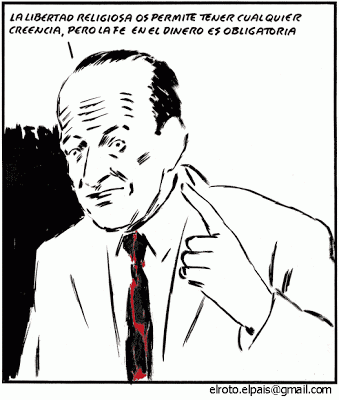 LA LIBERTAD RELIGIOSA OS PERMITE TENER CUALQUIER
CREENCIA, PERO LA FE EN EL DINERO ES OBLIGATORIA
elroto.elpais@gmail.com